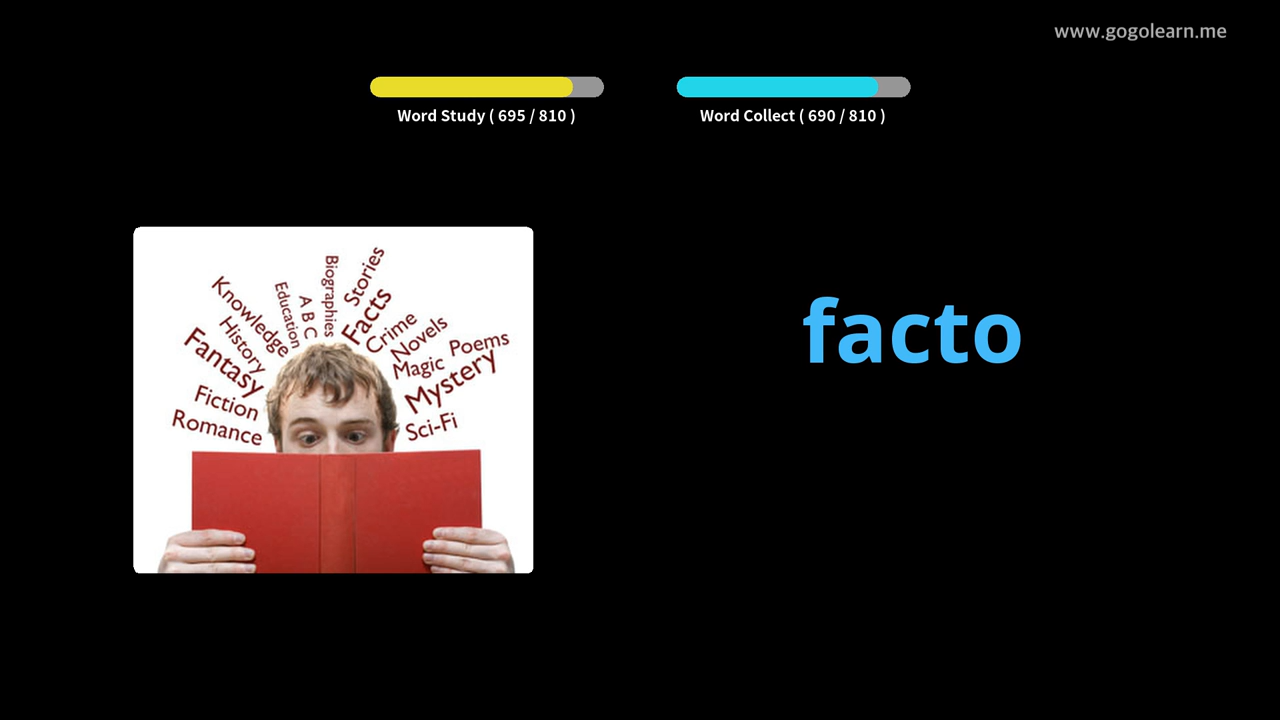 www.gogolearn.me
Word Study ( 695 / 810 )
Word Collect ( 690 / 810 )
Knowledge
Education
A B C
Biographies
Stories
Facts
Crime
Novels
Poems
History
Fantasy
Magic
Mystery
Fiction
Sci-Fi
Romance
facto